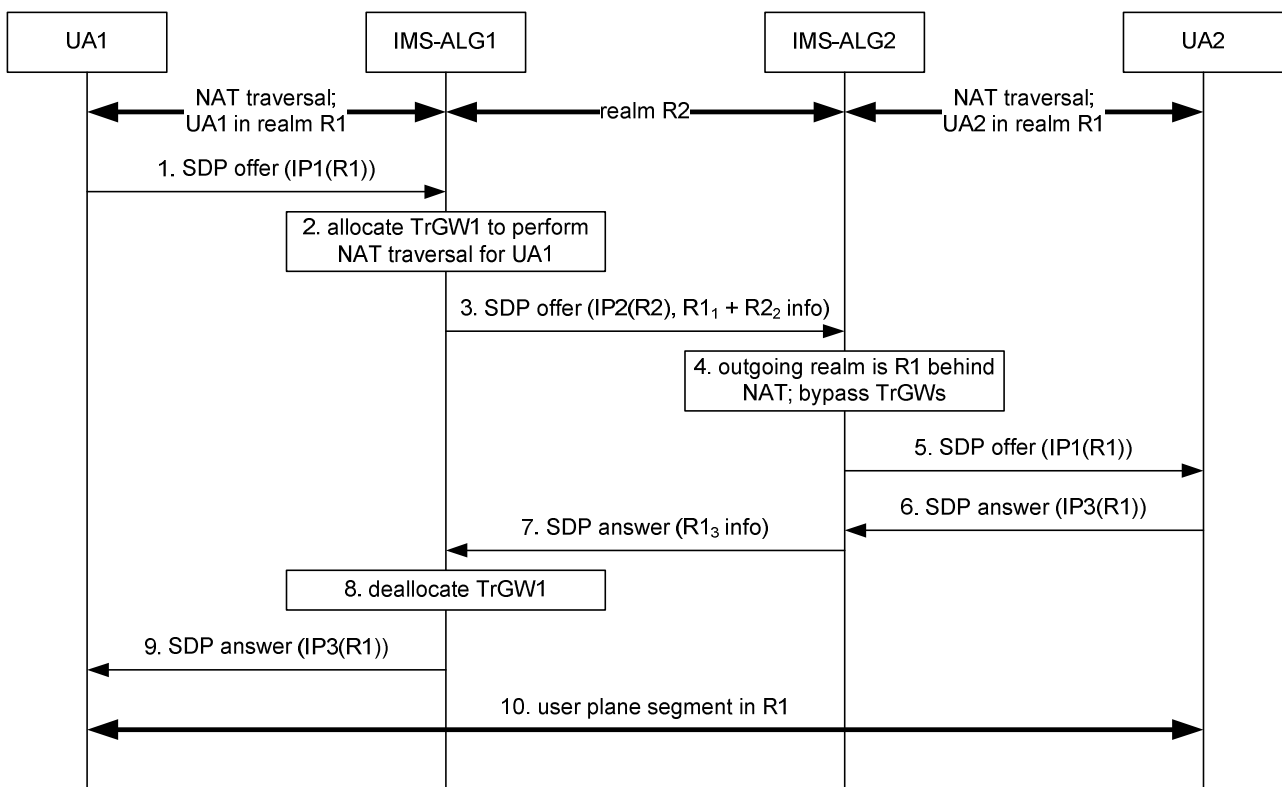 UA1
IMS-ALG1
IMS-ALG2
UA2
NAT traversal;
UA1 in realm R1
realm R2
NAT traversal;
UA2 in realm R1
1. SDP offer (IP1(R1))
2. allocate TrGW1 to perform
NAT traversal for UA1
3. SDP offer (IP2(R2), R1₁ + R2₂ info)
4. outgoing realm is R1 behind
NAT; bypass TrGWs
5. SDP offer (IP1(R1))
6. SDP answer (IP3(R1))
7. SDP answer (R1₃ info)
8. deallocate TrGW1
9. SDP answer (IP3(R1))
10. user plane segment in R1